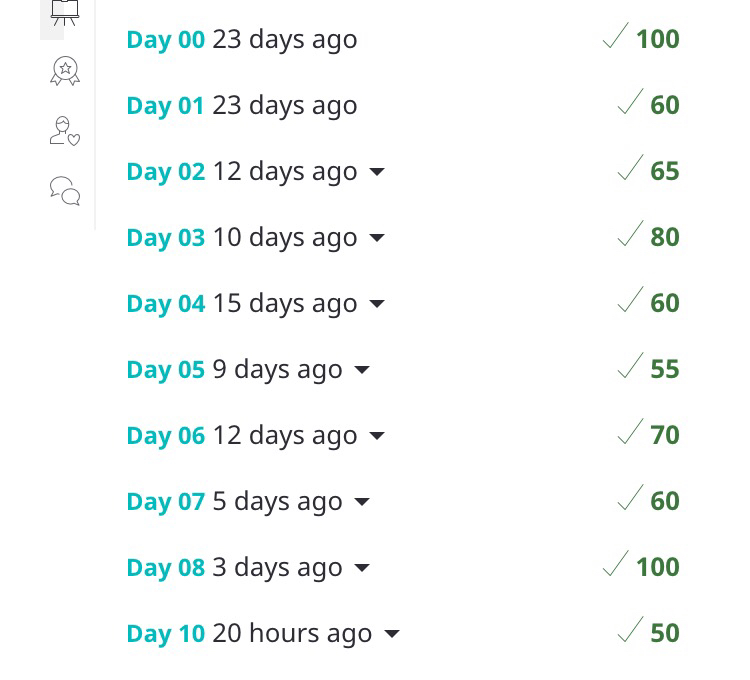 Day 00 23 days ago 100
Day 01 23 days ago 60
Day 02 12 days ago 65
Day 03 10 days ago 80
Day 04 15 days ago 60
Day 05 9 days ago 55
Day 06 12 days ago 70
Day 07 5 days ago 60
Day 08 3 days ago 100
Day 10 20 hours ago 50